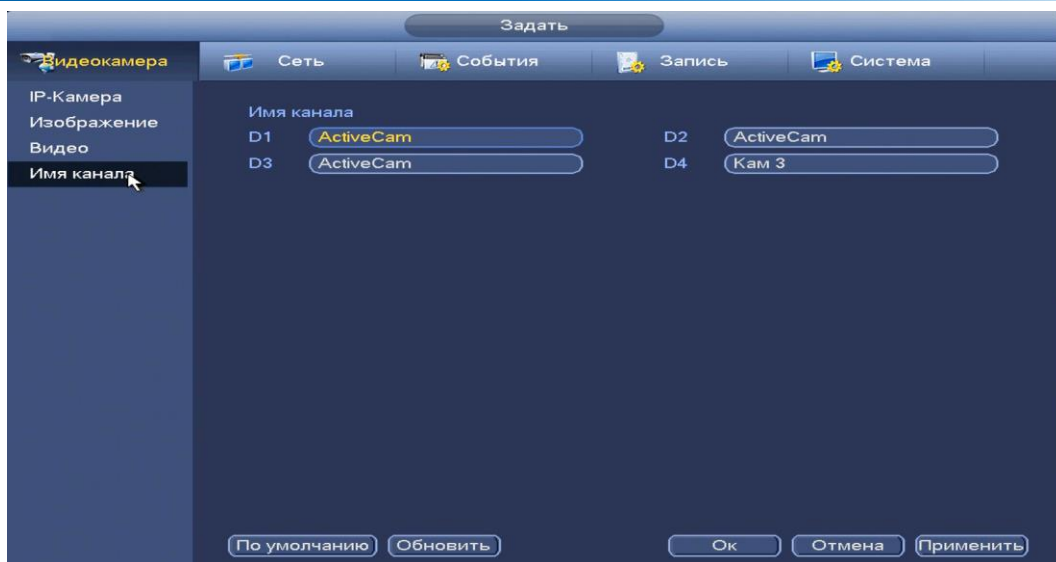 Задать
Видеокамера Сеть События Запись Система
IP-Камера
Изображение
Видео
Имя канала
Имя канала
D1 ActiveCam D2 ActiveCam
D3 ActiveCam D4 Кам 3
По умолчанию Обновить Ок Отмена Применить